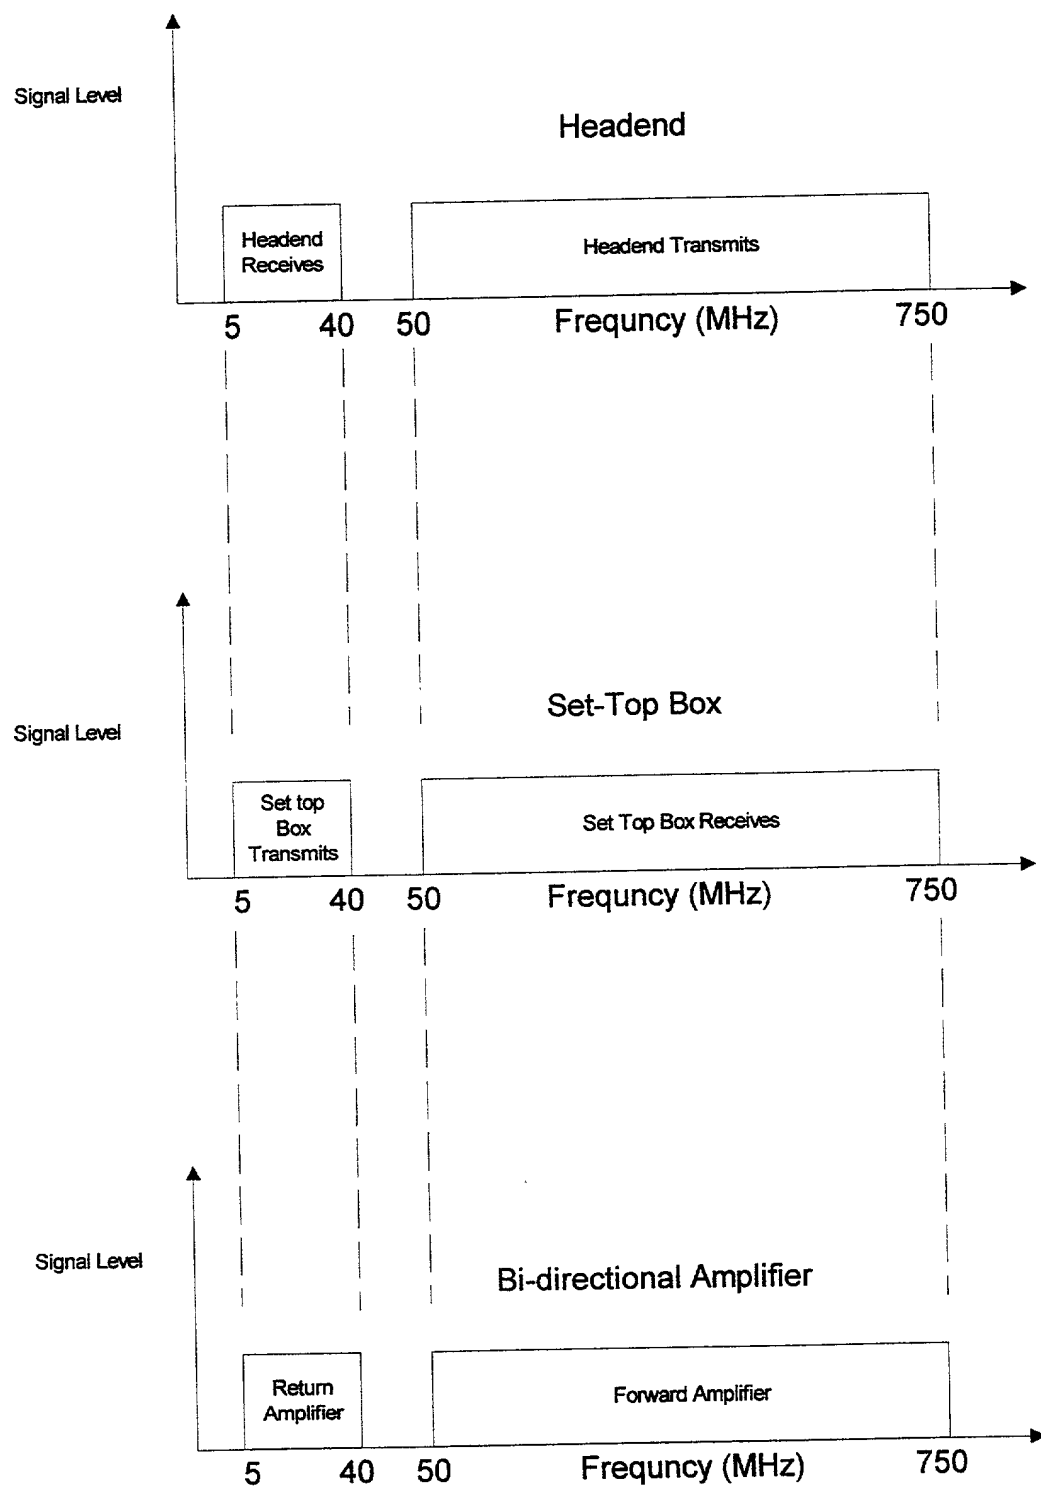 Signal Level
Headend
Headend
Receives
Headend Transmits
5
40
50
Frequncy (MHz)
750
Set-Top Box
Signal Level
Set top
Box
Transmits
Set Top Box Receives
5
40
50
Frequncy (MHz)
750
Signal Level
Bi-directional Amplifier
Return
Amplifier
Forward Amplifier
5
40
50
Frequncy (MHz)
750